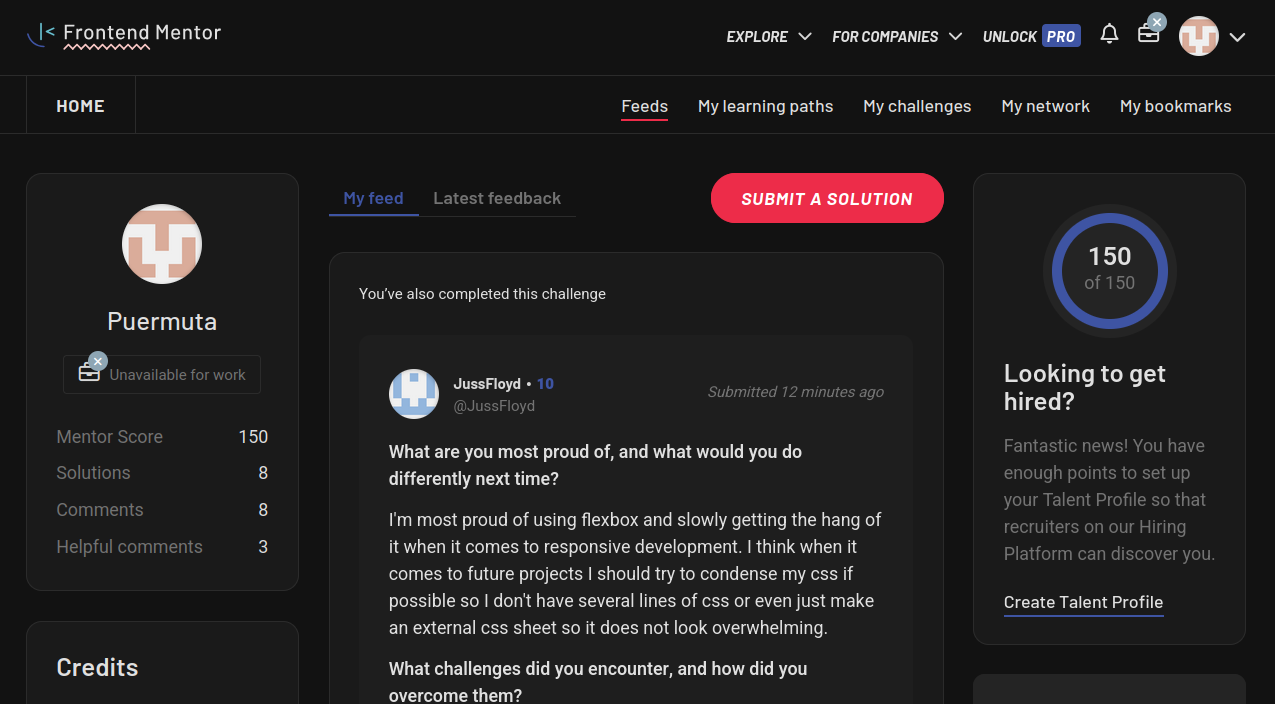 Frontend Mentor
EXPLORE FOR COMPANIES UNLOCK PRO
HOME
Feeds My learning paths My challenges My network My bookmarks
Puermuta
Unavailable for work
Mentor Score 150
Solutions 8
Comments 8
Helpful comments 3
Credits
My feed Latest feedback
SUBMIT A SOLUTION
You’ve also completed this challenge
JussFloyd • 10
@JussFloyd
Submitted 12 minutes ago
What are you most proud of, and what would you do
differently next time?
I'm most proud of using flexbox and slowly getting the hang of
it when it comes to responsive development. I think when it
comes to future projects I should try to condense my css if
possible so I don't have several lines of css or even just make
an external css sheet so it does not look overwhelming.
What challenges did you encounter, and how did you
overcome them?
150
of 150
Looking to get
hired?
Fantastic news! You have
enough points to set up
your Talent Profile so that
recruiters on our Hiring
Platform can discover you.
Create Talent Profile